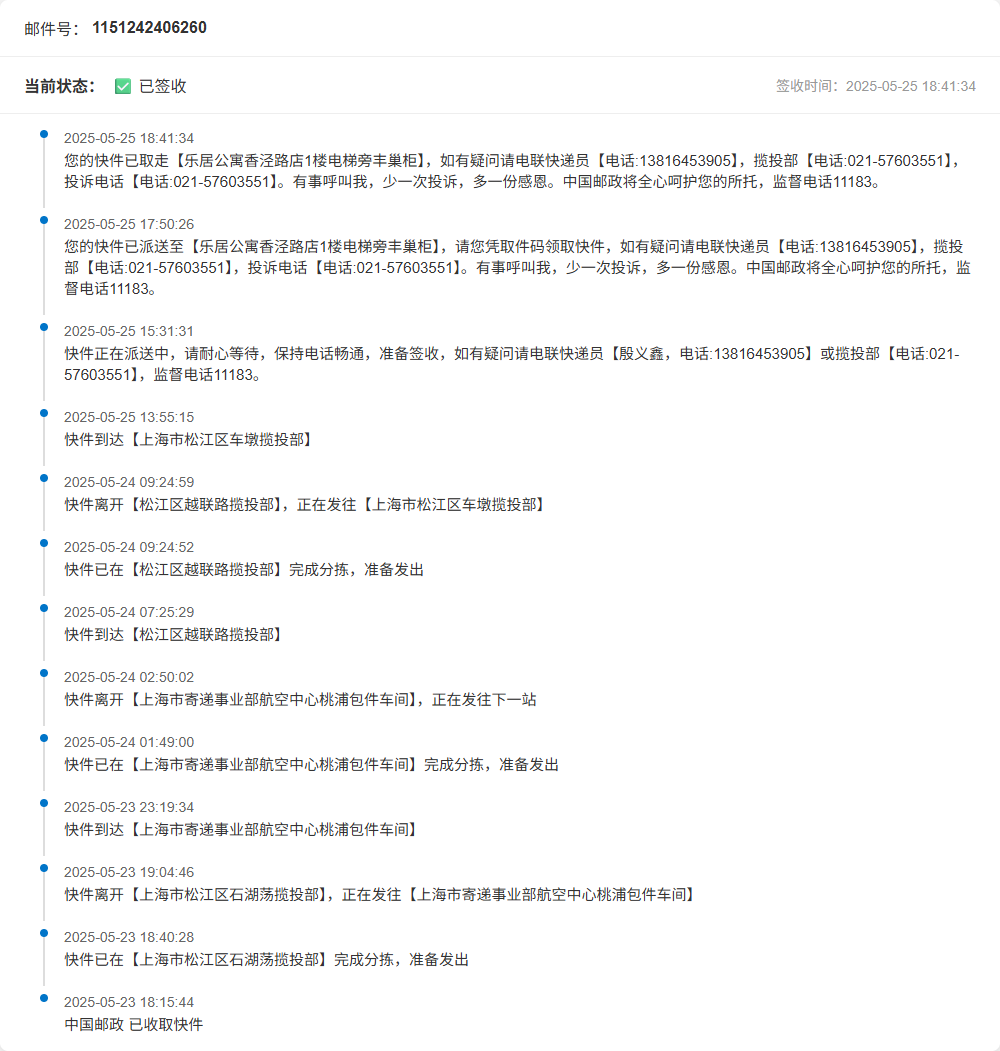 邮件号： 1151242406260
当前状态： ✅ 已签收
签收时间：2025-05-25 18:41:34
2025-05-25 18:41:34
您的快件已取走【乐居公寓香泾路店1楼电梯旁丰巢柜】，如有疑问请电联快递员【电话:13816453905】，揽投部【电话:021-57603551】，
投诉电话【电话:021-57603551】。有事呼叫我，少一次投诉，多一份感恩。中国邮政将全心呵护您的所托，监督电话11183。
2025-05-25 17:50:26
您的快件已派送至【乐居公寓香泾路店1楼电梯旁丰巢柜】，请您凭取件码领取快件，如有疑问请电联快递员【电话:13816453905】，揽投
部【电话:021-57603551】，投诉电话【电话:021-57603551】。有事呼叫我，少一次投诉，多一份感恩。中国邮政将全心呵护您的所托，监
督电话11183。
2025-05-25 15:31:31
快件正在派送中，请耐心等待，保持电话畅通，准备签收，如有疑问请电联快递员【殷义鑫，电话:13816453905】或揽投部【电话:021-
57603551】，监督电话11183。
2025-05-25 13:55:15
快件到达【上海市松江区车墩揽投部】
2025-05-24 09:24:59
快件离开【松江区越联路揽投部】，正在发往【上海市松江区车墩揽投部】
2025-05-24 09:24:52
快件已在【松江区越联路揽投部】完成分拣，准备发出
2025-05-24 07:25:29
快件到达【松江区越联路揽投部】
2025-05-24 02:50:02
快件离开【上海市寄递事业部航空中心桃浦包件车间】，正在发往下一站
2025-05-24 01:49:00
快件已在【上海市寄递事业部航空中心桃浦包件车间】完成分拣，准备发出
2025-05-23 23:19:34
快件到达【上海市寄递事业部航空中心桃浦包件车间】
2025-05-23 19:04:46
快件离开【上海市松江区石湖荡揽投部】，正在发往【上海市寄递事业部航空中心桃浦包件车间】
2025-05-23 18:40:28
快件已在【上海市松江区石湖荡揽投部】完成分拣，准备发出
2025-05-23 18:15:44
中国邮政 已收取快件